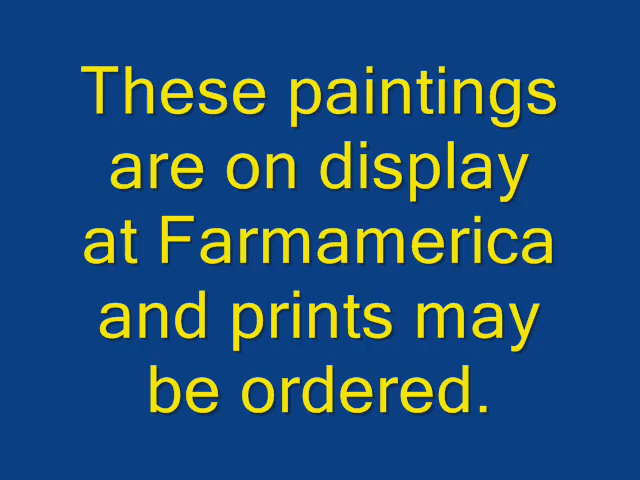 These paintings
are on display
at Farmamerica
and prints may
be ordered.